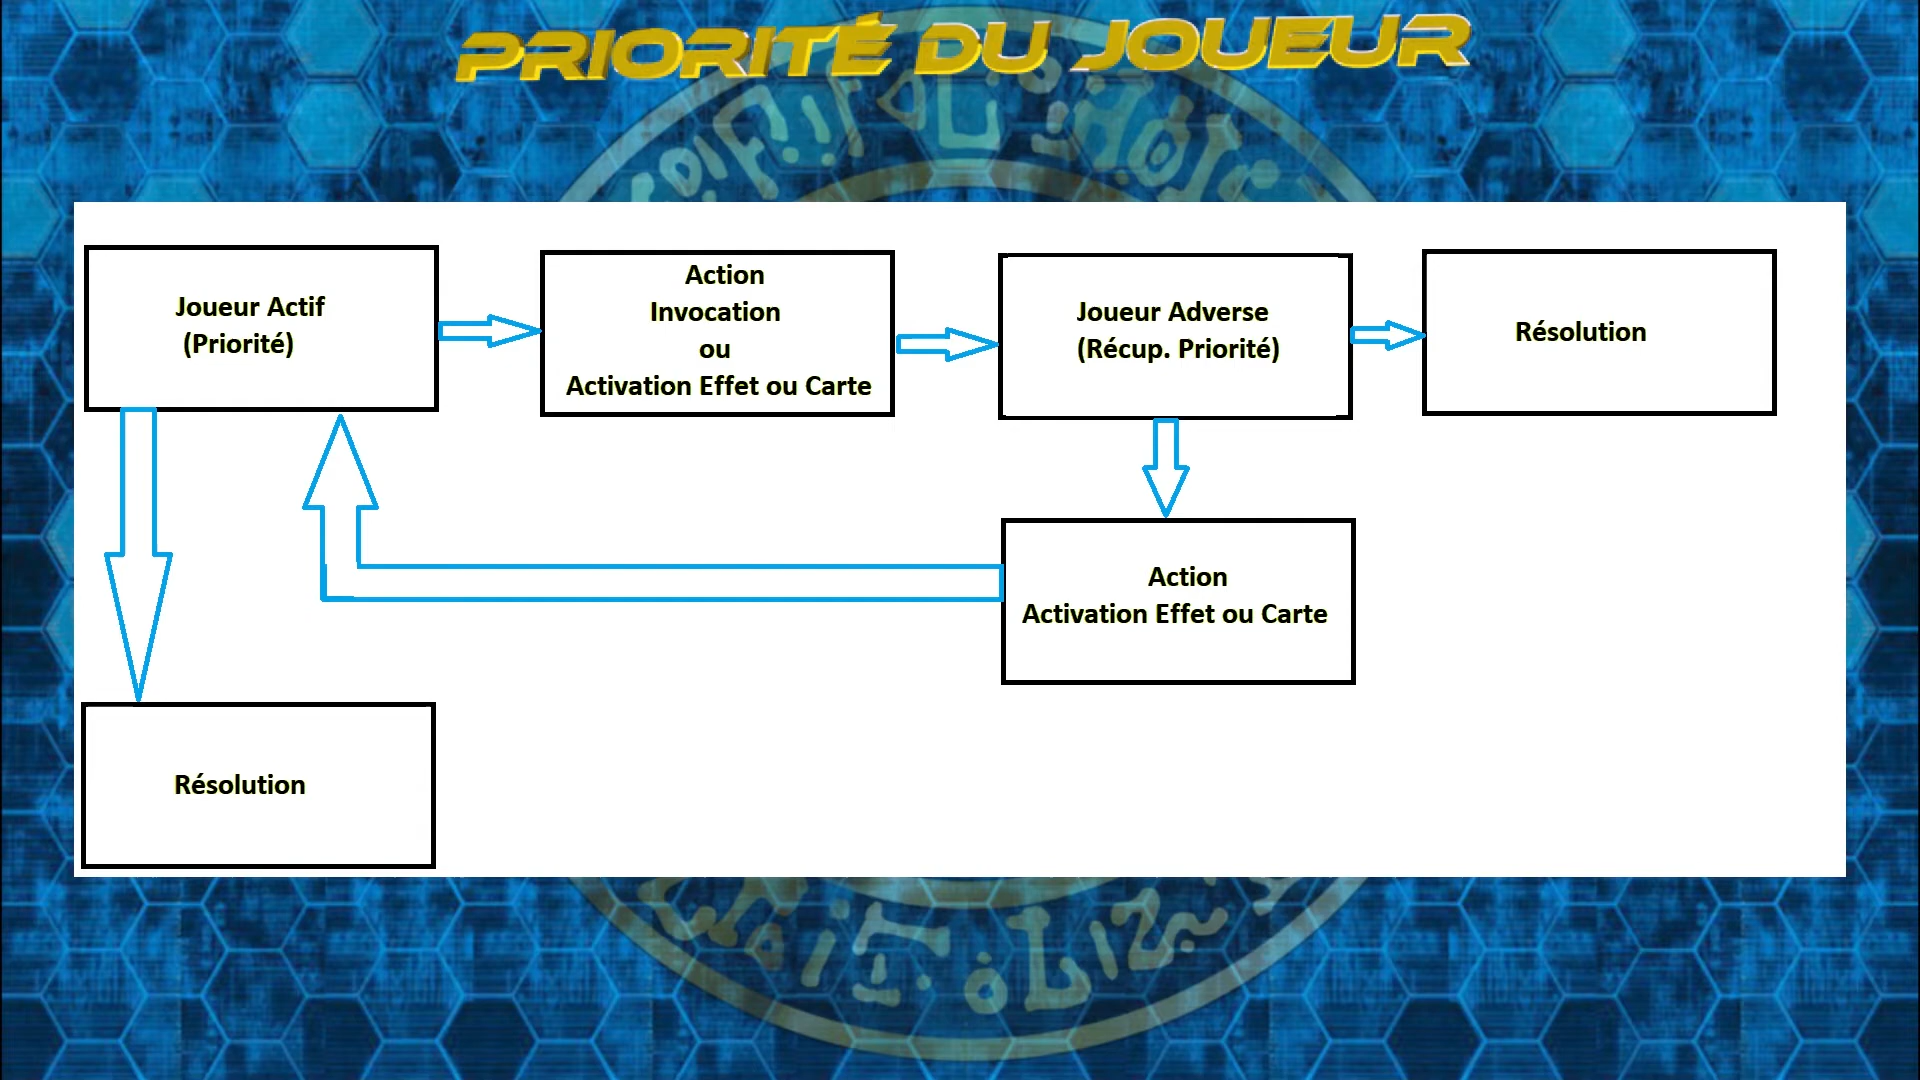 PRIORITÉ DU JOUEUR
Joueur Actif
(Priorité)
Action
Invocation
ou
Activation Effet ou Carte
Joueur Adverse
(Récup. Priorité)
Résolution
Action
Activation Effet ou Carte
Résolution